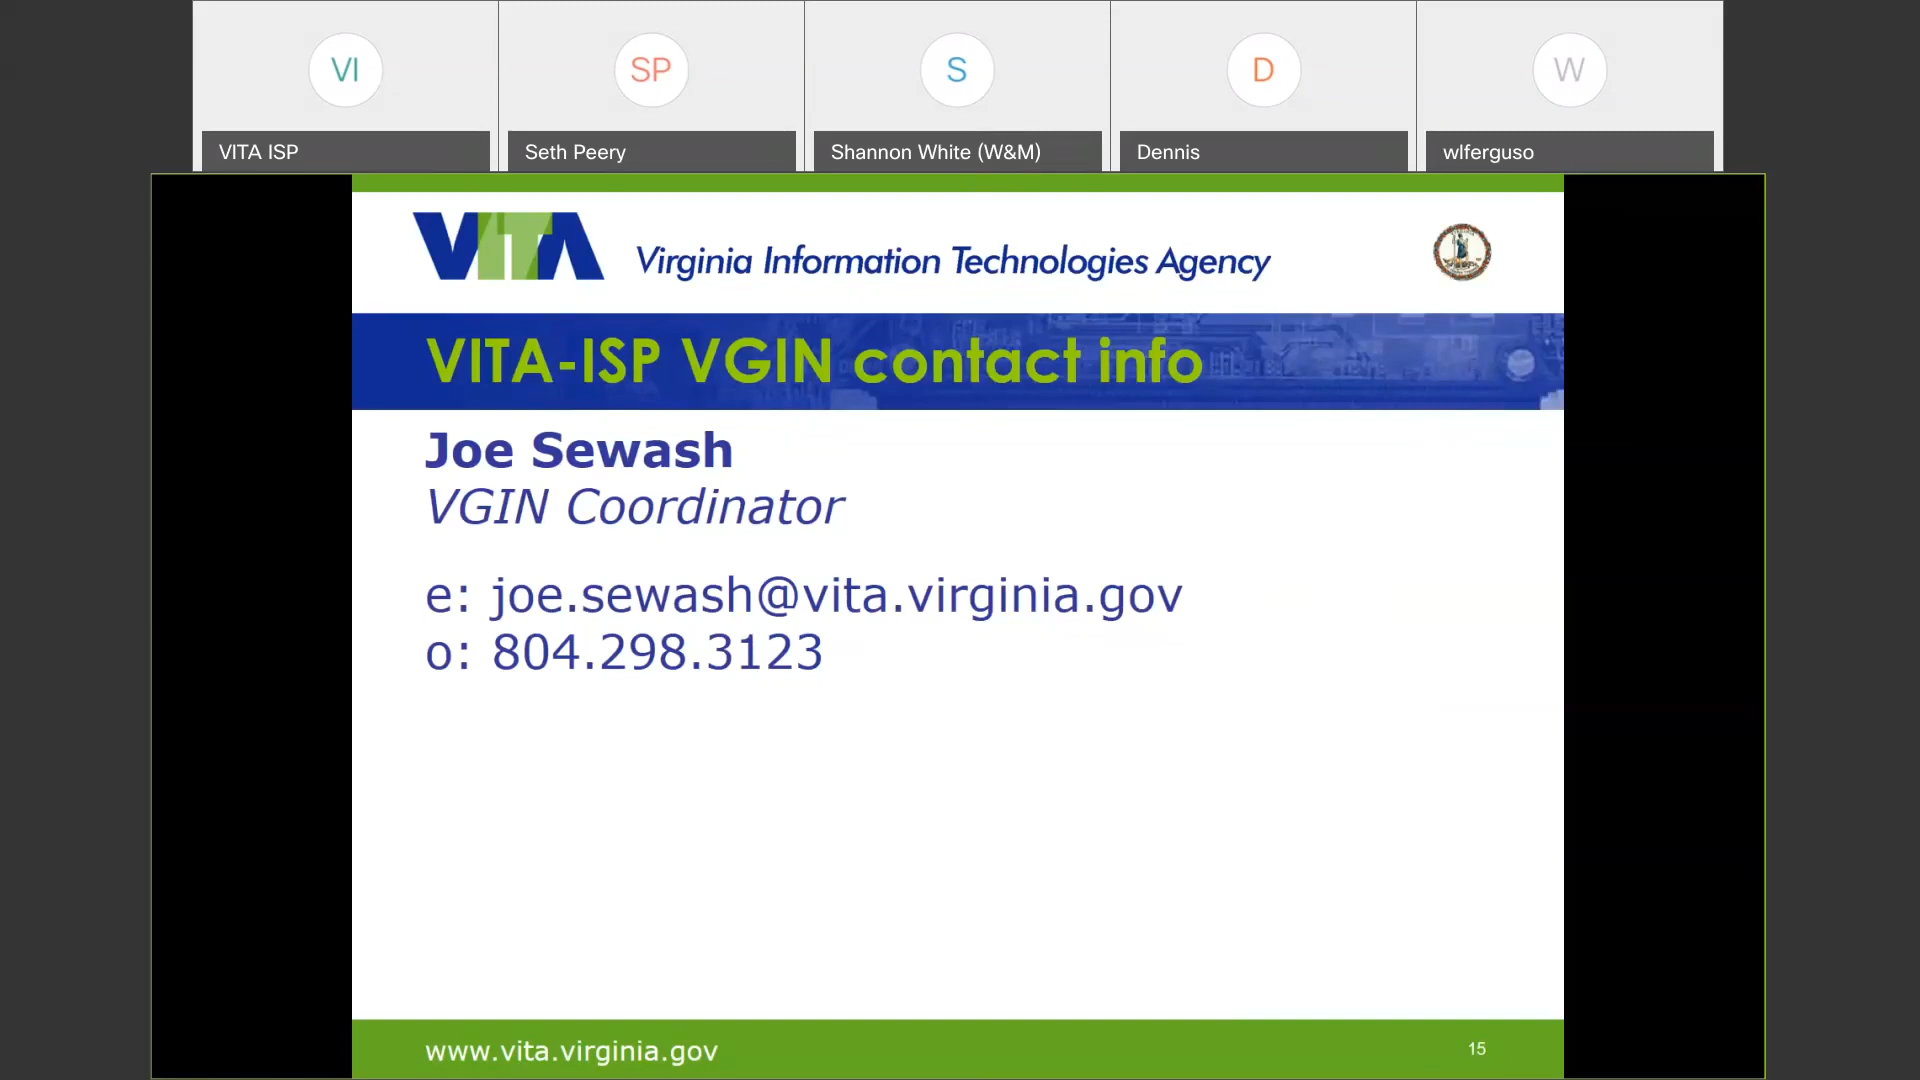 VI
SP
S
D
W
VITA ISP
Seth Peery
Shannon White (W&M)
Dennis
wlferguso
VITA
Virginia Information Technologies Agency
VITA-ISP VGIN contact info
Joe Sewash
VGIN Coordinator
e: joe.sewash@vita.virginia.gov
o: 804.298.3123
www.vita.virginia.gov
15